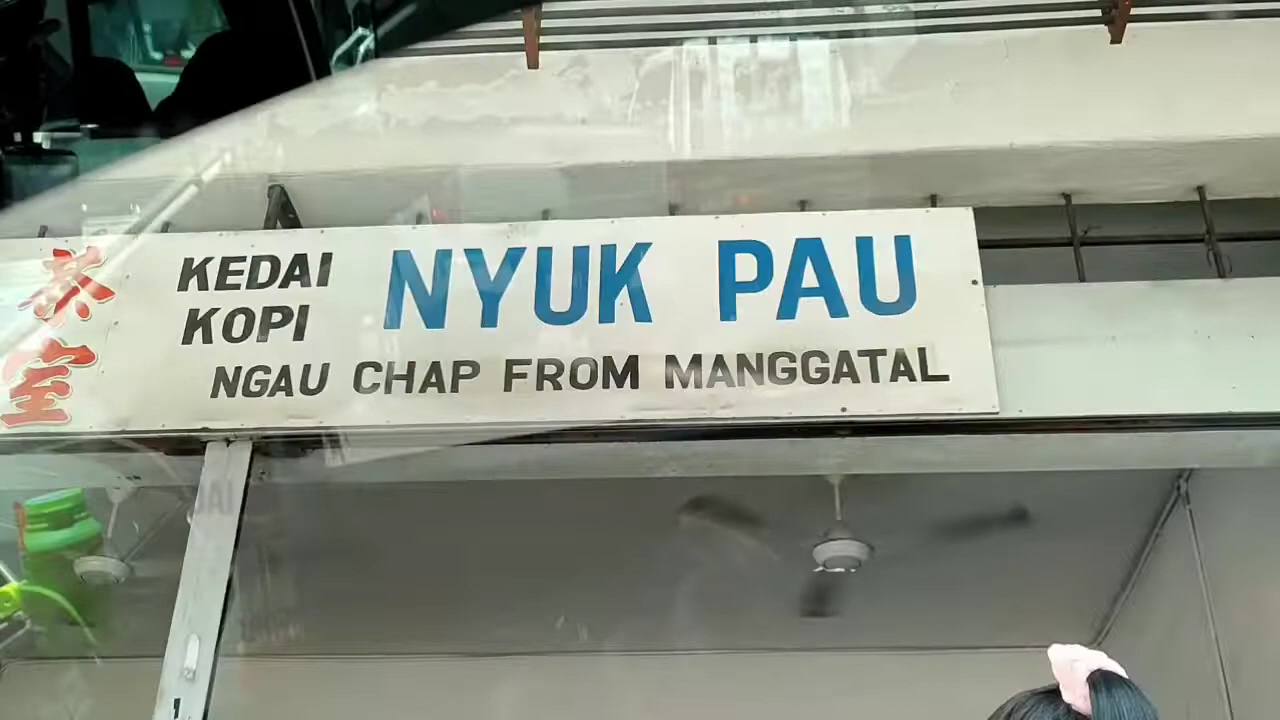 茶室
KEDAI KOPI
NYUK PAU
NGAU CHAP FROM MANGGATAL